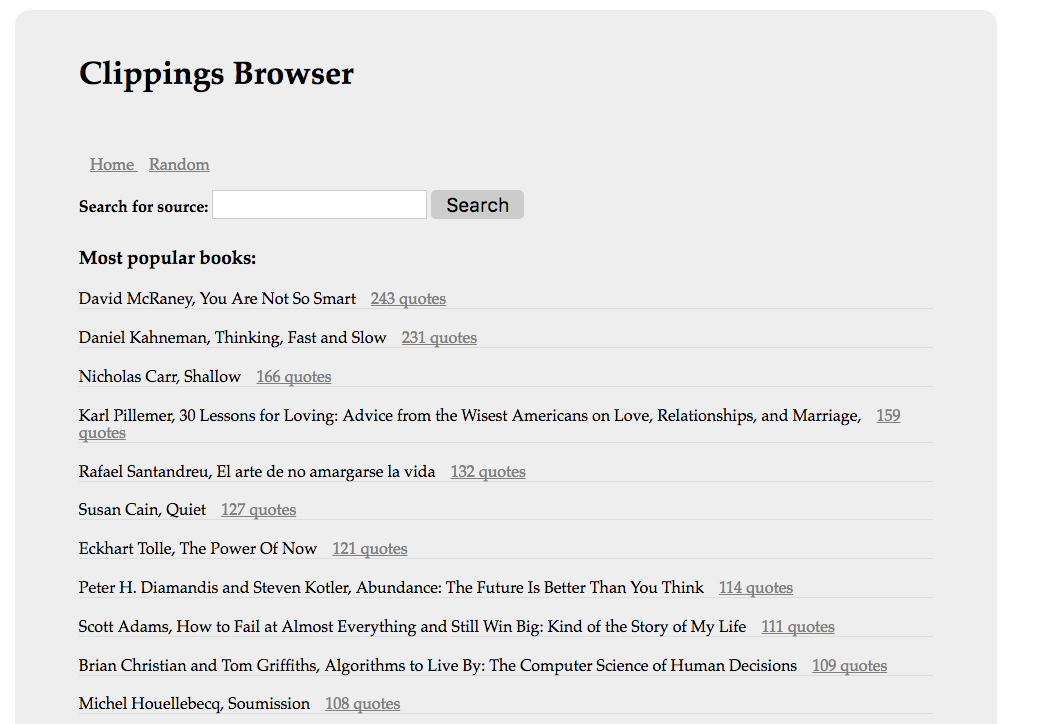 Clippings Browser
Home Random
Search for source: Search
Most popular books:
David McRaney, You Are Not So Smart 243 quotes
Daniel Kahneman, Thinking, Fast and Slow 231 quotes
Nicholas Carr, Shallow 166 quotes
Karl Pillemer, 30 Lessons for Loving: Advice from the Wisest Americans on Love, Relationships, and Marriage, 159
quotes
Rafael Santandreu, El arte de no amargarse la vida 132 quotes
Susan Cain, Quiet 127 quotes
Eckhart Tolle, The Power Of Now 121 quotes
Peter H. Diamandis and Steven Kotler, Abundance: The Future Is Better Than You Think 114 quotes
Scott Adams, How to Fail at Almost Everything and Still Win Big: Kind of the Story of My Life 111 quotes
Brian Christian and Tom Griffiths, Algorithms to Live By: The Computer Science of Human Decisions 109 quotes
Michel Houellebecq, Soumission 108 quotes